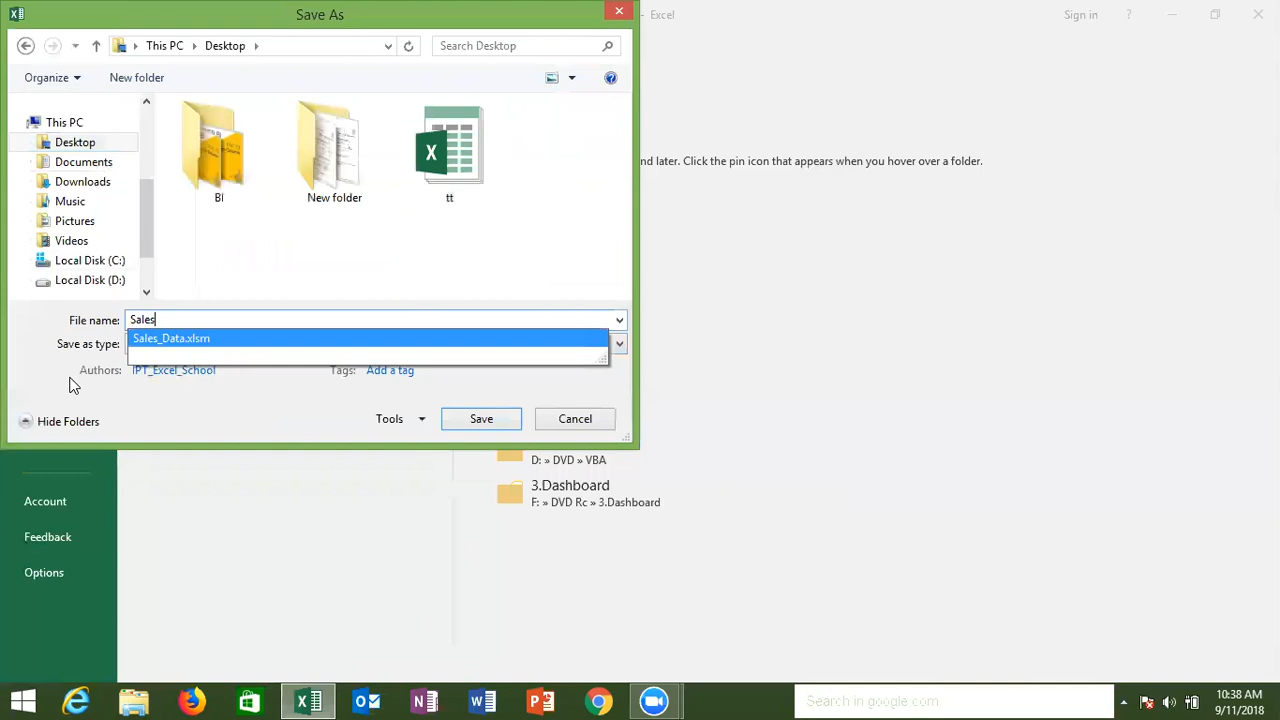 Save As
- Excel
Sign in
This PC
Desktop
Search Desktop
Organize
New folder
This PC
Desktop
Documents
Downloads
Music
Pictures
Videos
Local Disk (C:)
Local Disk (D:)
BI
New folder
tt
nd later. Click the pin icon that appears when you hover over a folder.
File name:
Sales
Sales_Data.xlsm
Save as type:
Authors:
IPT_Excel_School
Tags:
Add a tag
Hide Folders
Tools
Save
Cancel
D: » DVD » VBA
3.Dashboard
F: » DVD Rc » 3.Dashboard
Account
Feedback
Options
Search in google.com
10:38 AM
9/11/2018